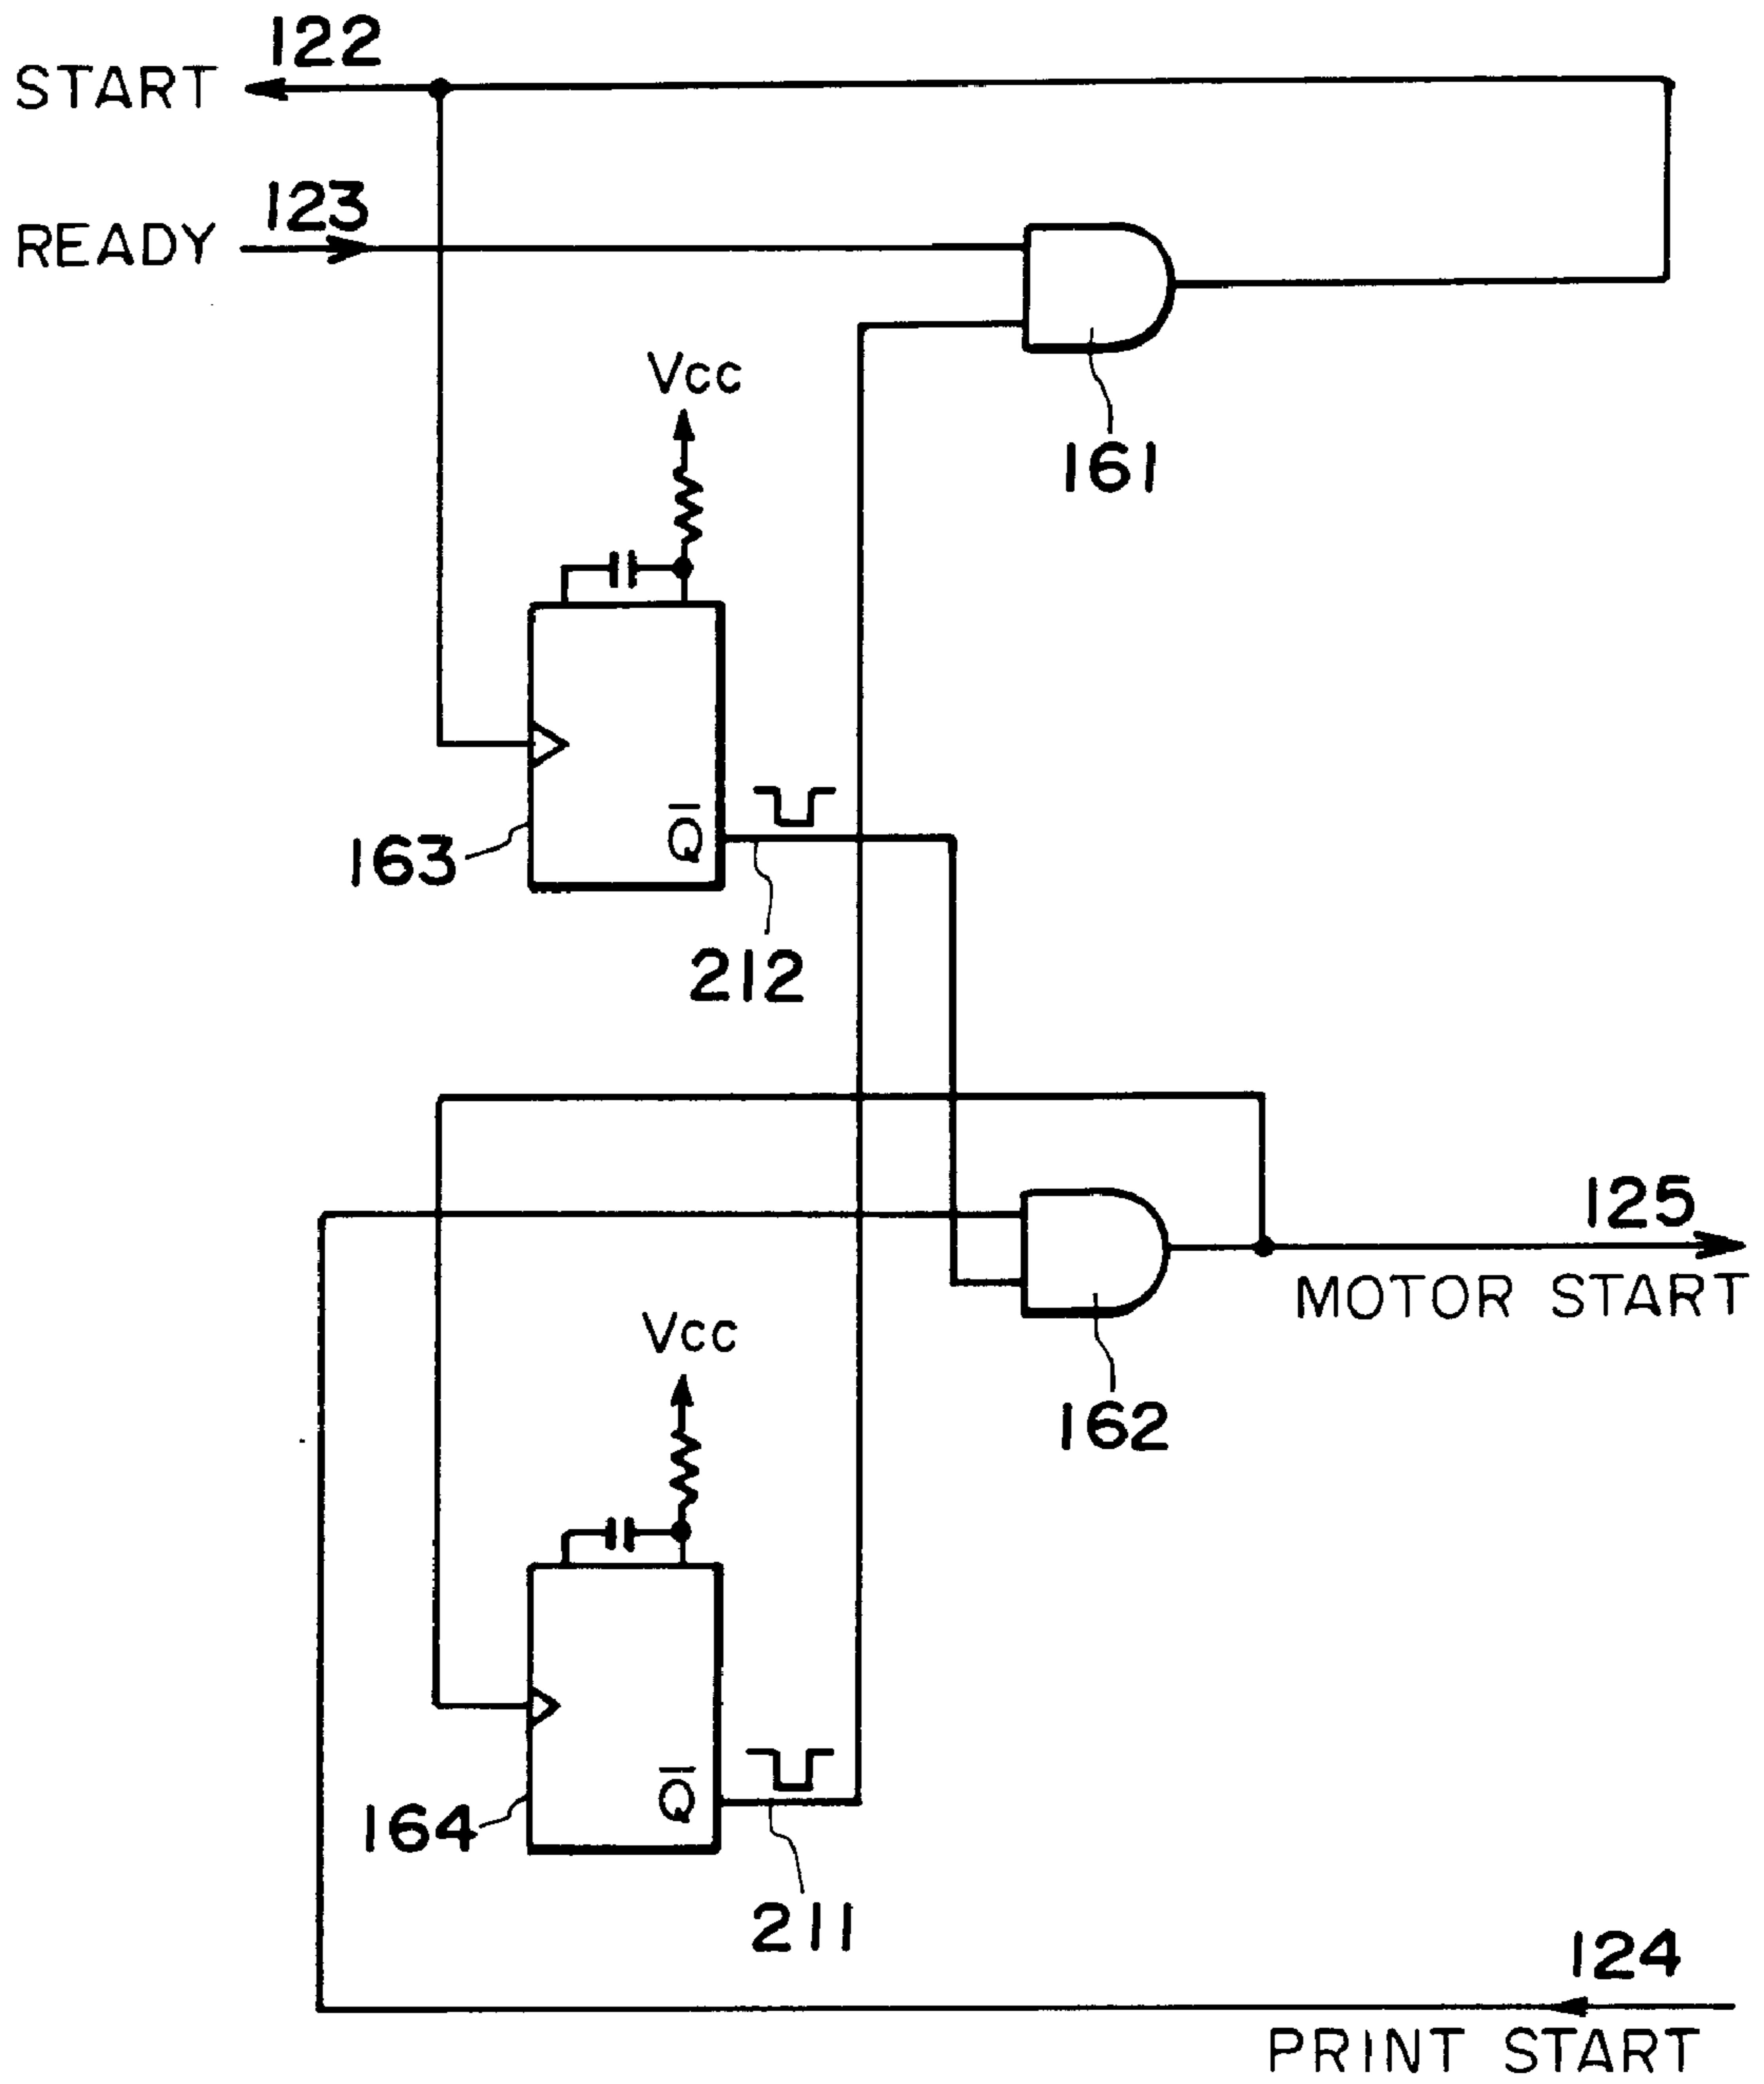 122
START
123
READY
Vcc
161
163
Q̅
212
125
MOTOR START
Vcc
162
164
Q̅
211
124
PRINT START